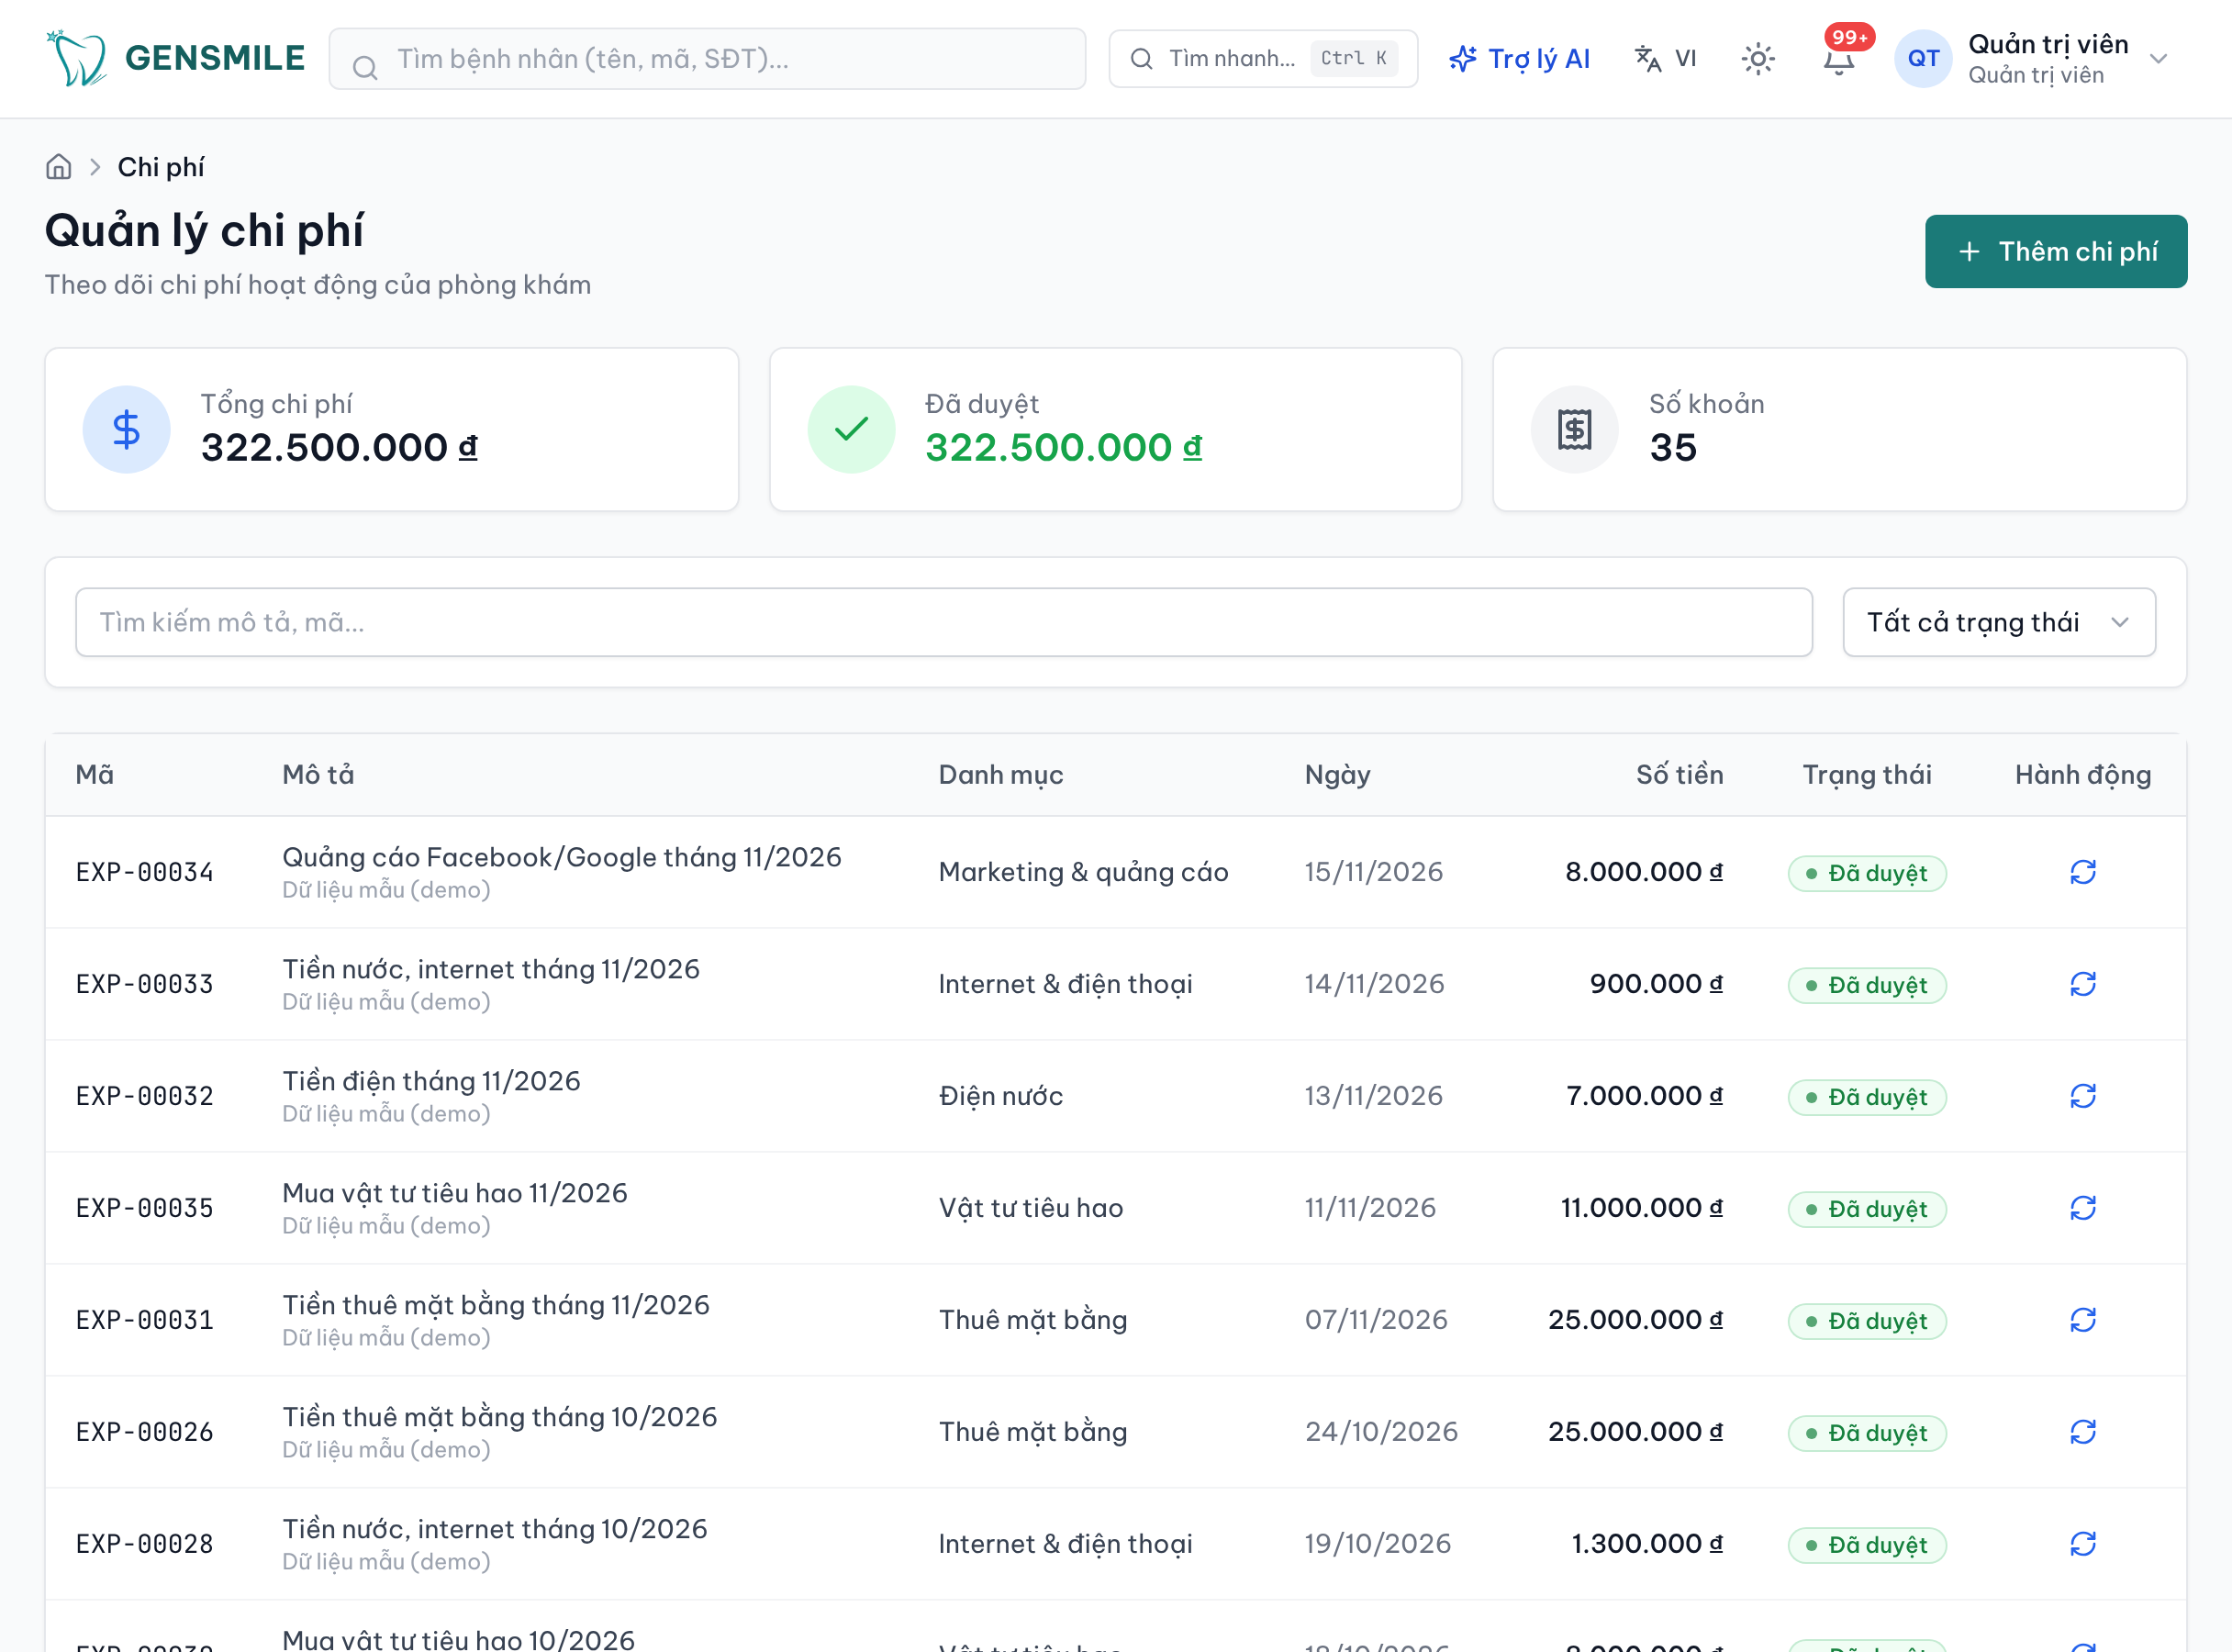 GENSMILE
Tìm bệnh nhân (tên, mã, SĐT)...
Tìm nhanh... Ctrl K
Trợ lý AI
VI
99+
QT
Quản trị viên
Quản trị viên
Chi phí
Quản lý chi phí
Theo dõi chi phí hoạt động của phòng khám
+ Thêm chi phí
Tổng chi phí
322.500.000 ₫
Đã duyệt
322.500.000 ₫
Số khoản
35
Tìm kiếm mô tả, mã...
Tất cả trạng thái
Mã Mô tả Danh mục Ngày Số tiền Trạng thái Hành động
EXP-00034 Quảng cáo Facebook/Google tháng 11/2026 Marketing & quảng cáo 15/11/2026 8.000.000 ₫ Đã duyệt
Dữ liệu mẫu (demo)
EXP-00033 Tiền nước, internet tháng 11/2026 Internet & điện thoại 14/11/2026 900.000 ₫ Đã duyệt
Dữ liệu mẫu (demo)
EXP-00032 Tiền điện tháng 11/2026 Điện nước 13/11/2026 7.000.000 ₫ Đã duyệt
Dữ liệu mẫu (demo)
EXP-00035 Mua vật tư tiêu hao 11/2026 Vật tư tiêu hao 11/11/2026 11.000.000 ₫ Đã duyệt
Dữ liệu mẫu (demo)
EXP-00031 Tiền thuê mặt bằng tháng 11/2026 Thuê mặt bằng 07/11/2026 25.000.000 ₫ Đã duyệt
Dữ liệu mẫu (demo)
EXP-00026 Tiền thuê mặt bằng tháng 10/2026 Thuê mặt bằng 24/10/2026 25.000.000 ₫ Đã duyệt
Dữ liệu mẫu (demo)
EXP-00028 Tiền nước, internet tháng 10/2026 Internet & điện thoại 19/10/2026 1.300.000 ₫ Đã duyệt
Dữ liệu mẫu (demo)
Mua vật tư tiêu hao 10/2026